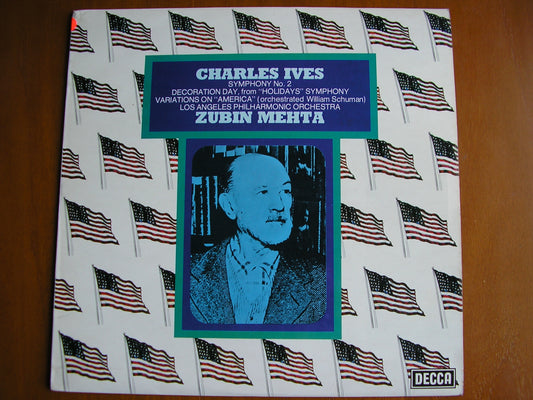 CHARLES IVES
SYMPHONY No. 2
DECORATION DAY, from "HOLIDAYS" SYMPHONY
VARIATIONS ON "AMERICA" (orchestrated William Schuman)
LOS ANGELES PHILHARMONIC ORCHESTRA
ZUBIN MEHTA
DECCA